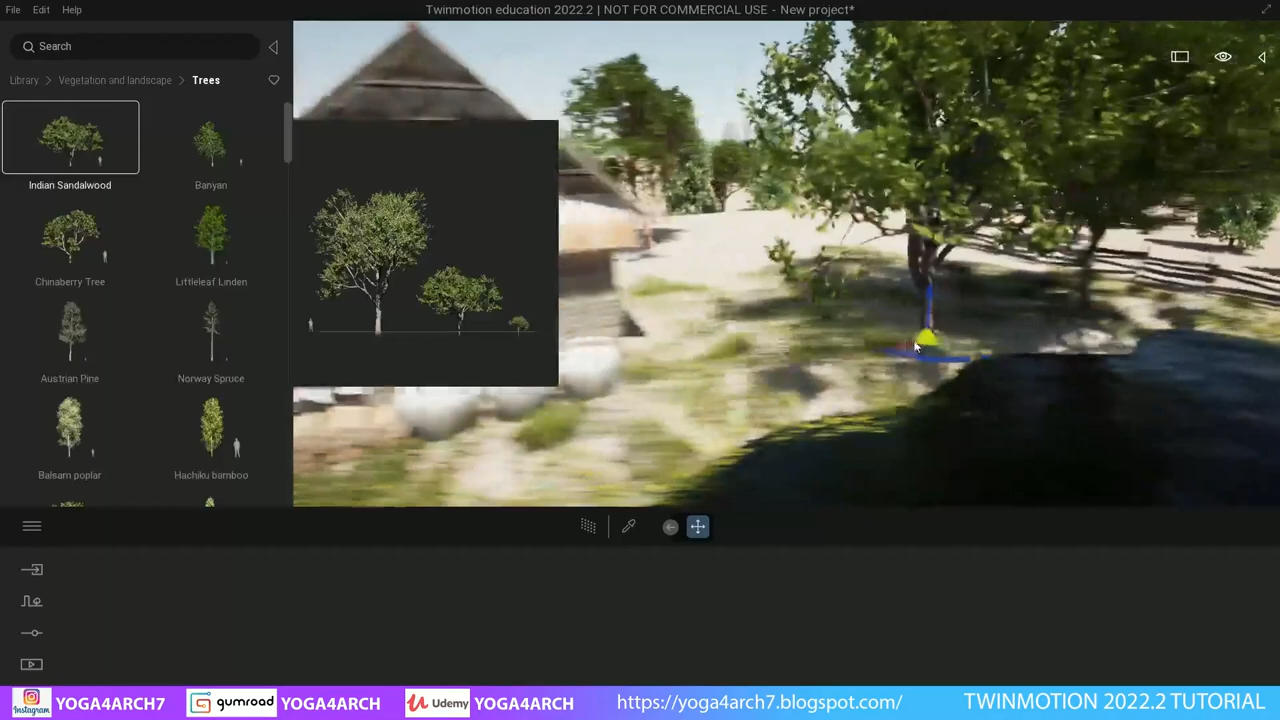 File Edit Help
Twinmotion education 2022.2 | NOT FOR COMMERCIAL USE - New project*
Search
Library > Vegetation and landscape > Trees
Indian Sandalwood
Banyan
Chinaberry Tree
Littleleaf Linden
Austrian Pine
Norway Spruce
Balsam poplar
Hachiku bamboo
Instagram YOGA4ARCH7 gumroad YOGA4ARCH Udemy YOGA4ARCH https://yoga4arch7.blogspot.com/ TWINMOTION 2022.2 TUTORIAL